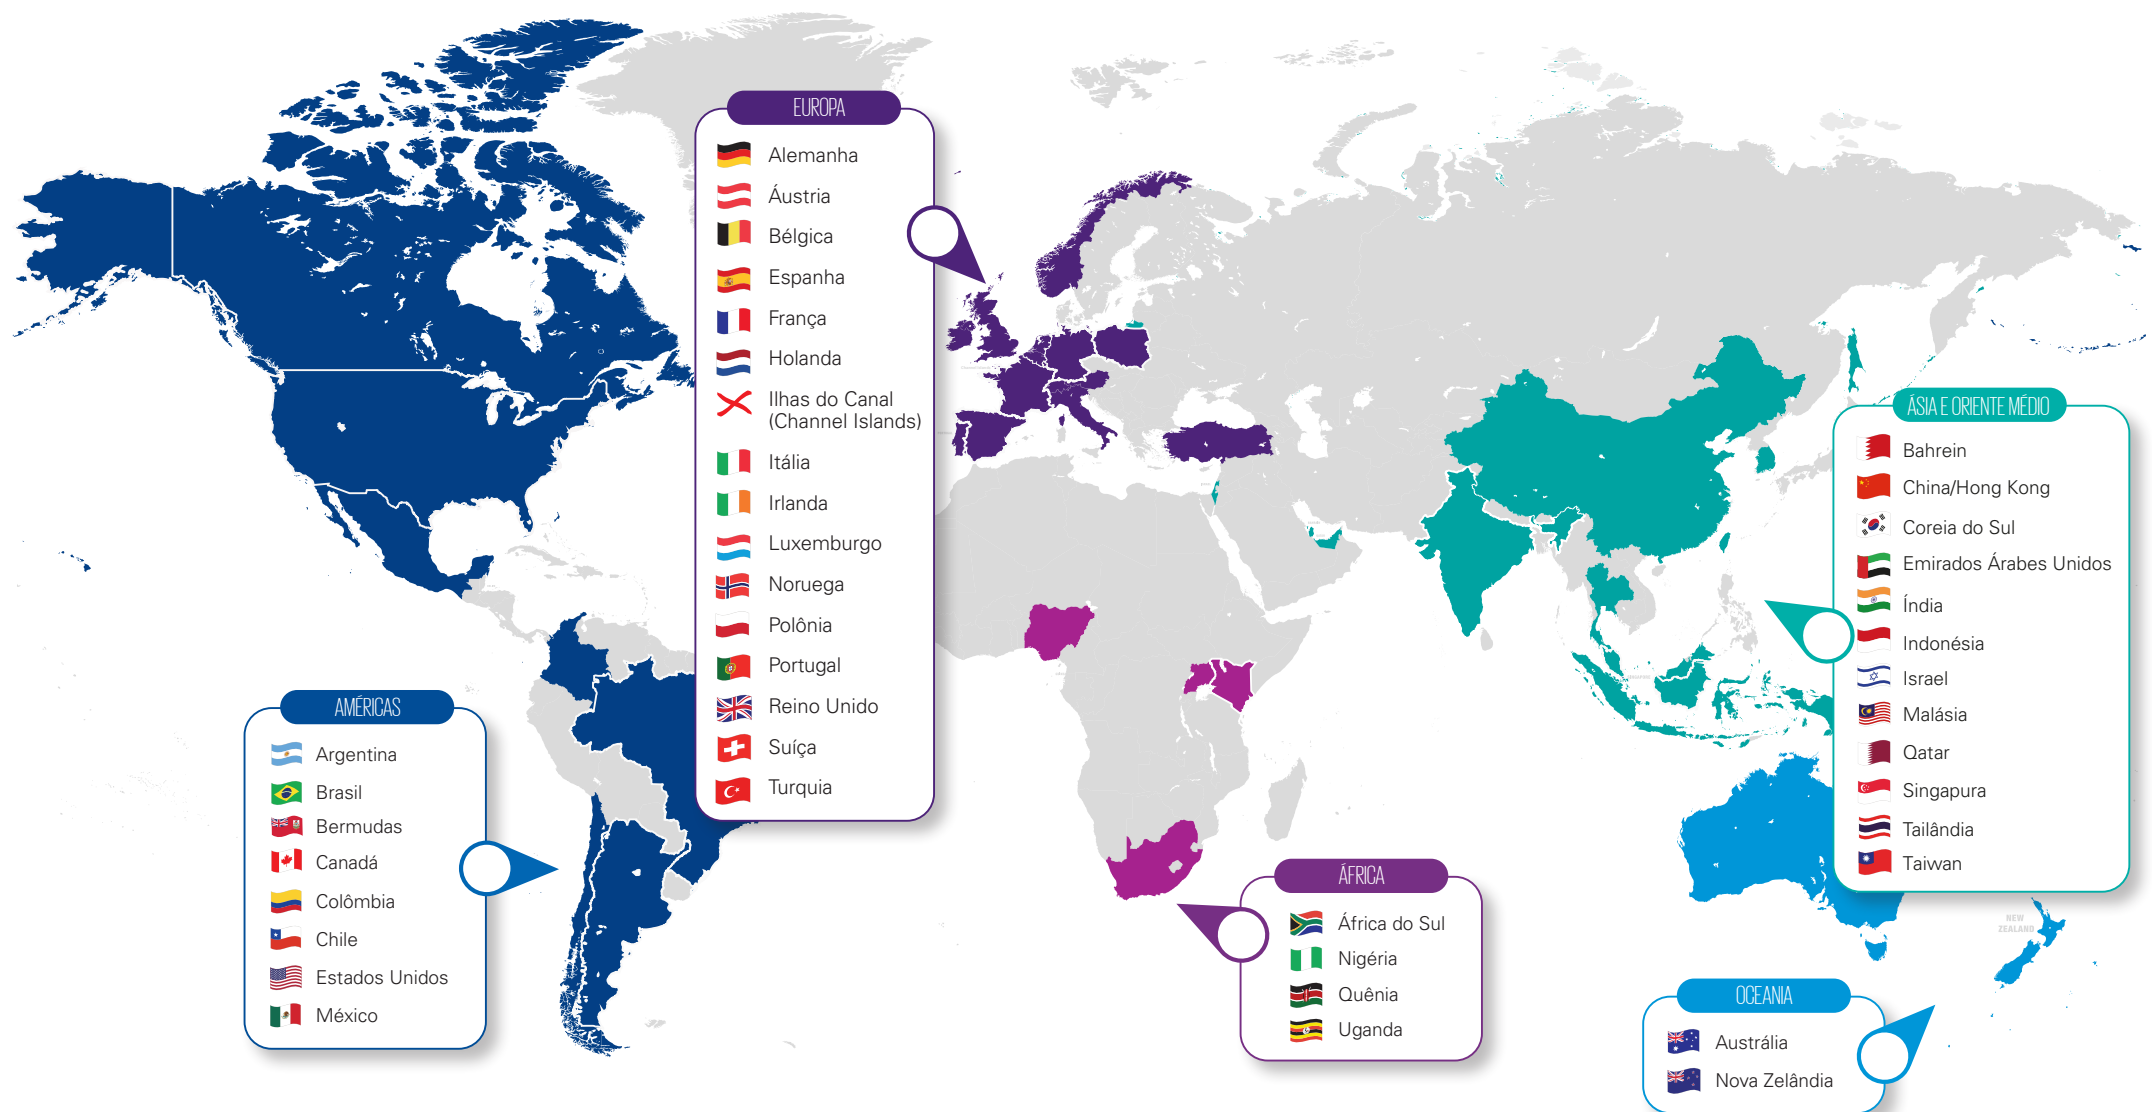 EUROPA
Alemanha
Áustria
Bélgica
Espanha
França
Holanda
Ilhas do Canal
(Channel Islands)
Itália
Irlanda
Luxemburgo
Noruega
Polônia
Portugal
Reino Unido
Suíça
Turquia
ÁSIA E ORIENTE MÉDIO
Bahrein
China/Hong Kong
Coreia do Sul
Emirados Árabes Unidos
Índia
Indonésia
Israel
Malásia
Qatar
Singapura
Tailândia
Taiwan
AMÉRICAS
Argentina
Brasil
Bermudas
Canadá
Colômbia
Chile
Estados Unidos
México
ÁFRICA
África do Sul
Nigéria
Quênia
Uganda
NEW
ZEALAND
OCEANIA
Austrália
Nova Zelândia